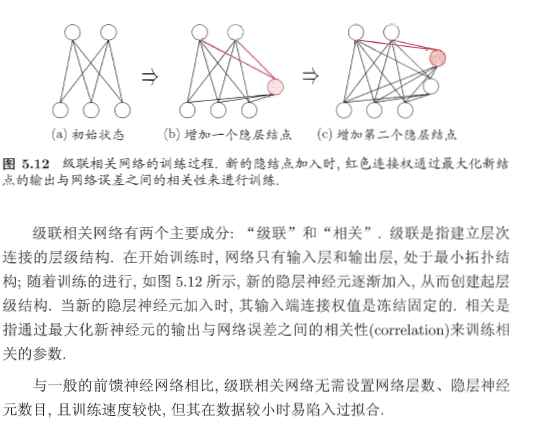 (a) 初始状态
(b) 增加一个隐层结点
(c) 增加第二个隐层结点
图 5.12 级联相关网络的训练过程. 新的隐结点加入时, 红色连接权通过最大化新结
点的输出与网络误差之间的相关性来进行训练.
级联相关网络有两个主要成分: “级联”和“相关”. 级联是指建立层次
连接的层级结构. 在开始训练时, 网络只有输入层和输出层, 处于最小拓扑结
构; 随着训练的进行, 如图 5.12 所示, 新的隐层神经元逐渐加入, 从而创建起层
级结构. 当新的隐层神经元加入时, 其输入端连接权值是冻结固定的. 相关是
指通过最大化新神经元的输出与网络误差之间的相关性(correlation)来训练相
关的参数.
与一般的前馈神经网络相比, 级联相关网络无需设置网络层数、隐层神经
元数目, 且训练速度较快, 但其在数据较小时易陷入过拟合.